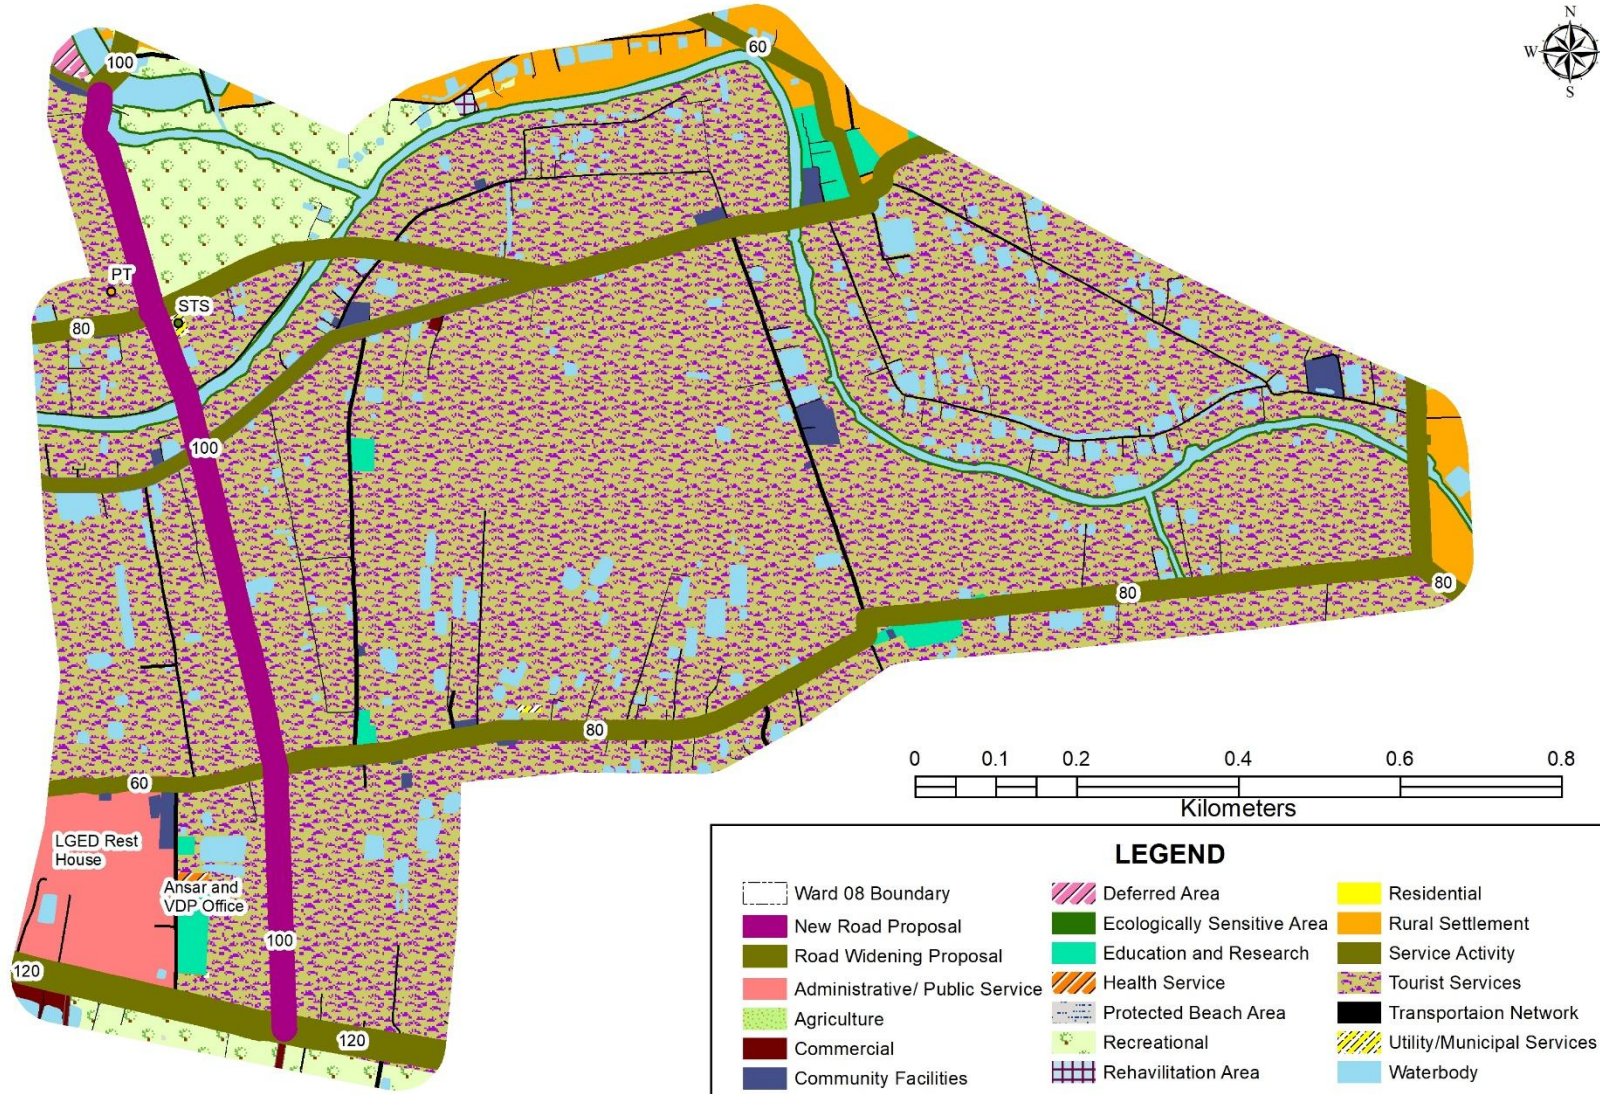 N
W
S
100
60
PT
STS
80
100
80
80
80
60
LGED Rest
House
Ansar and
VDP Office
100
120
120
0 0.1 0.2 0.4 0.6 0.8
Kilometers
LEGEND
Ward 08 Boundary
New Road Proposal
Road Widening Proposal
Administrative/ Public Service
Agriculture
Commercial
Community Facilities
Deferred Area
Ecologically Sensitive Area
Education and Research
Health Service
Protected Beach Area
Recreational
Rehavilitation Area
Residential
Rural Settlement
Service Activity
Tourist Services
Transportaion Network
Utility/Municipal Services
Waterbody